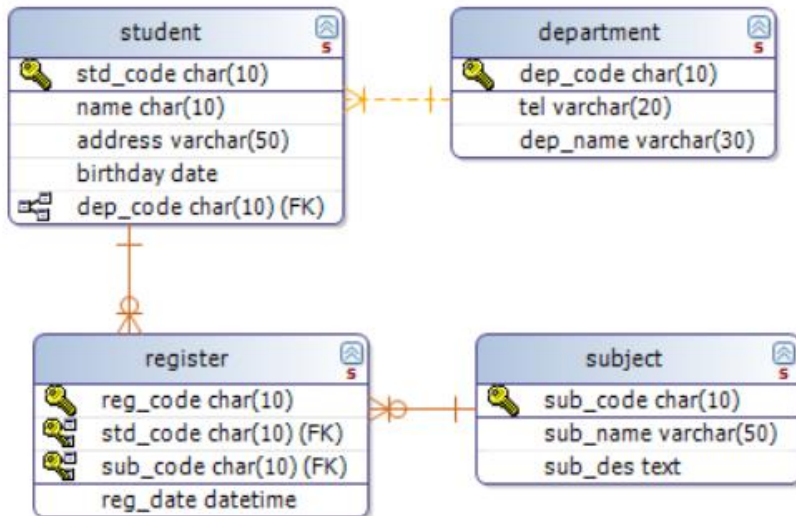 student
s
std_code char(10)
name char(10)
address varchar(50)
birthday date
dep_code char(10) (FK)
department
s
dep_code char(10)
tel varchar(20)
dep_name varchar(30)
register
s
reg_code char(10)
std_code char(10) (FK)
sub_code char(10) (FK)
reg_date datetime
subject
s
sub_code char(10)
sub_name varchar(50)
sub_des text